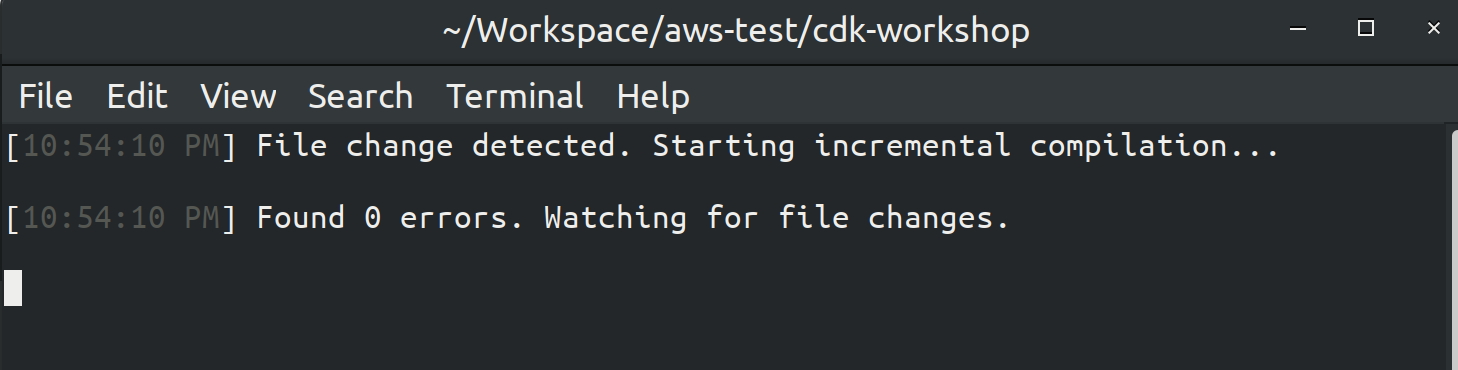 ~/Workspace/aws-test/cdk-workshop
File Edit View Search Terminal Help
[10:54:10 PM] File change detected. Starting incremental compilation...
[10:54:10 PM] Found 0 errors. Watching for file changes.